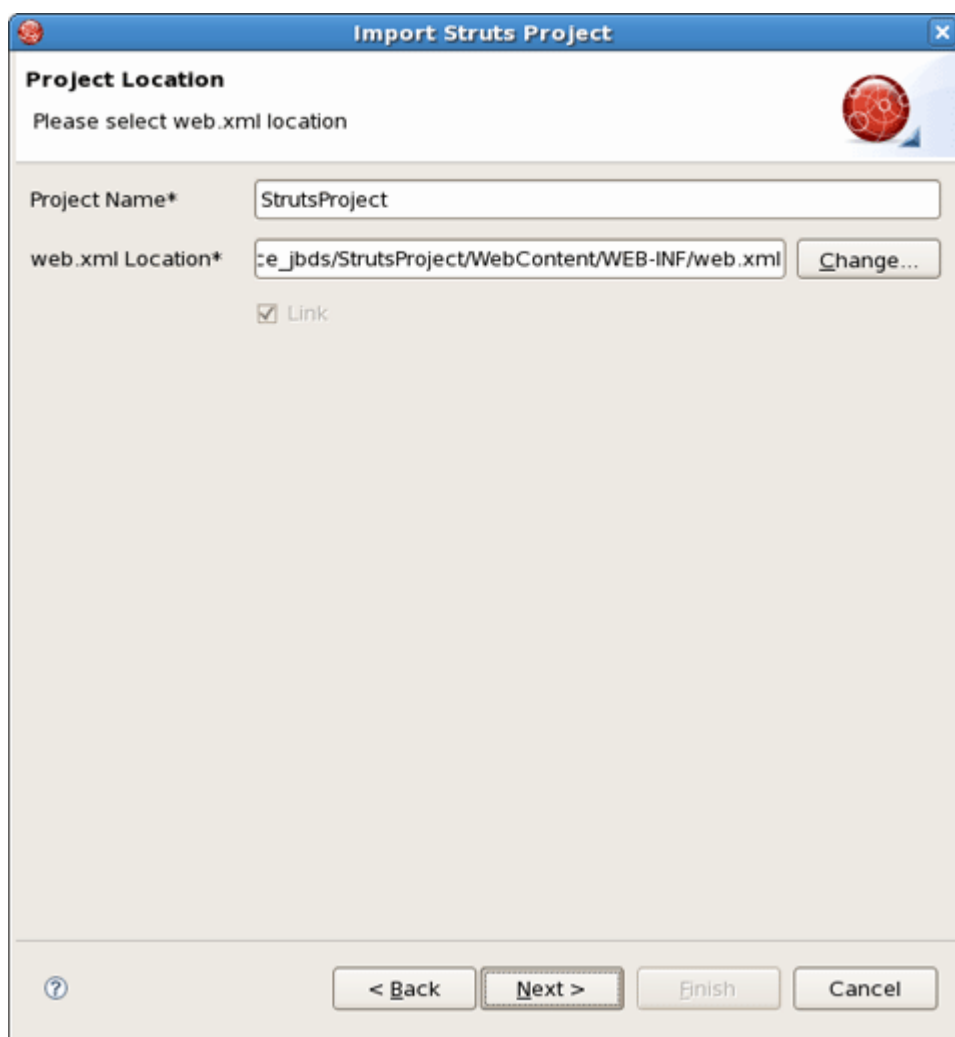 Import Struts Project
Project Location
Please select web.xml location
Project Name* StrutsProject
web.xml Location* ce_jbds/StrutsProject/WebContent/WEB-INF/web.xml Change...
Link
? < Back Next > Finish Cancel